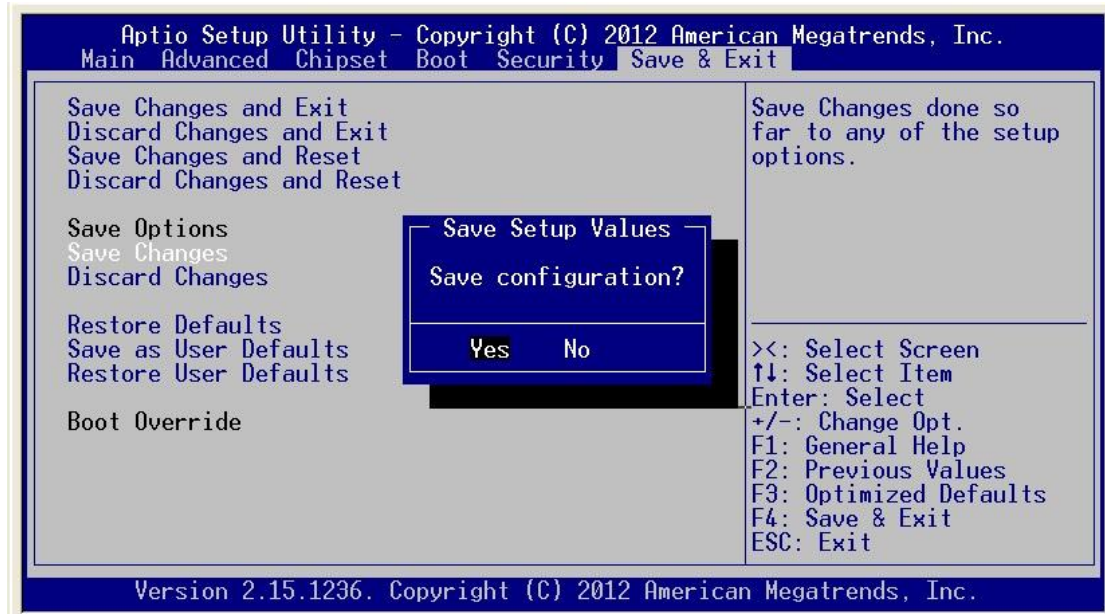 Aptio Setup Utility – Copyright (C) 2012 American Megatrends, Inc.
Main Advanced Chipset Boot Security Save & Exit
Save Changes and Exit
Discard Changes and Exit
Save Changes and Reset
Discard Changes and Reset
Save Options
Save Changes
Discard Changes
Restore Defaults
Save as User Defaults
Restore User Defaults
Boot Override
Save Setup Values
Save configuration?
Yes No
Save Changes done so
far to any of the setup
options.
><: Select Screen
↑↓: Select Item
Enter: Select
+/-: Change Opt.
F1: General Help
F2: Previous Values
F3: Optimized Defaults
F4: Save & Exit
ESC: Exit
Version 2.15.1236. Copyright (C) 2012 American Megatrends, Inc.